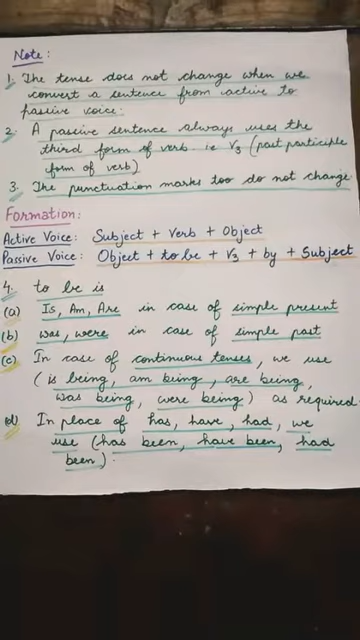 Note:
1. The tense does not change when we
convert a sentence from active to
passive voice.
2. A passive sentence always uses the
third form of verb ie V3 (past participle
form of verb)
3. The punctuation marks too do not change
Formation:
Active Voice: Subject + Verb + Object
Passive Voice: Object + to be + V3 + by + Subject
4. to be is
(a) Is, Am, Are in case of simple present
(b) was, were in case of simple past
(c) In case of continuous tenses, we use
(is being, am being, are being,
was being, were being) as required.
(d) In place of has, have, had, we
use (has been, have been, had
been).